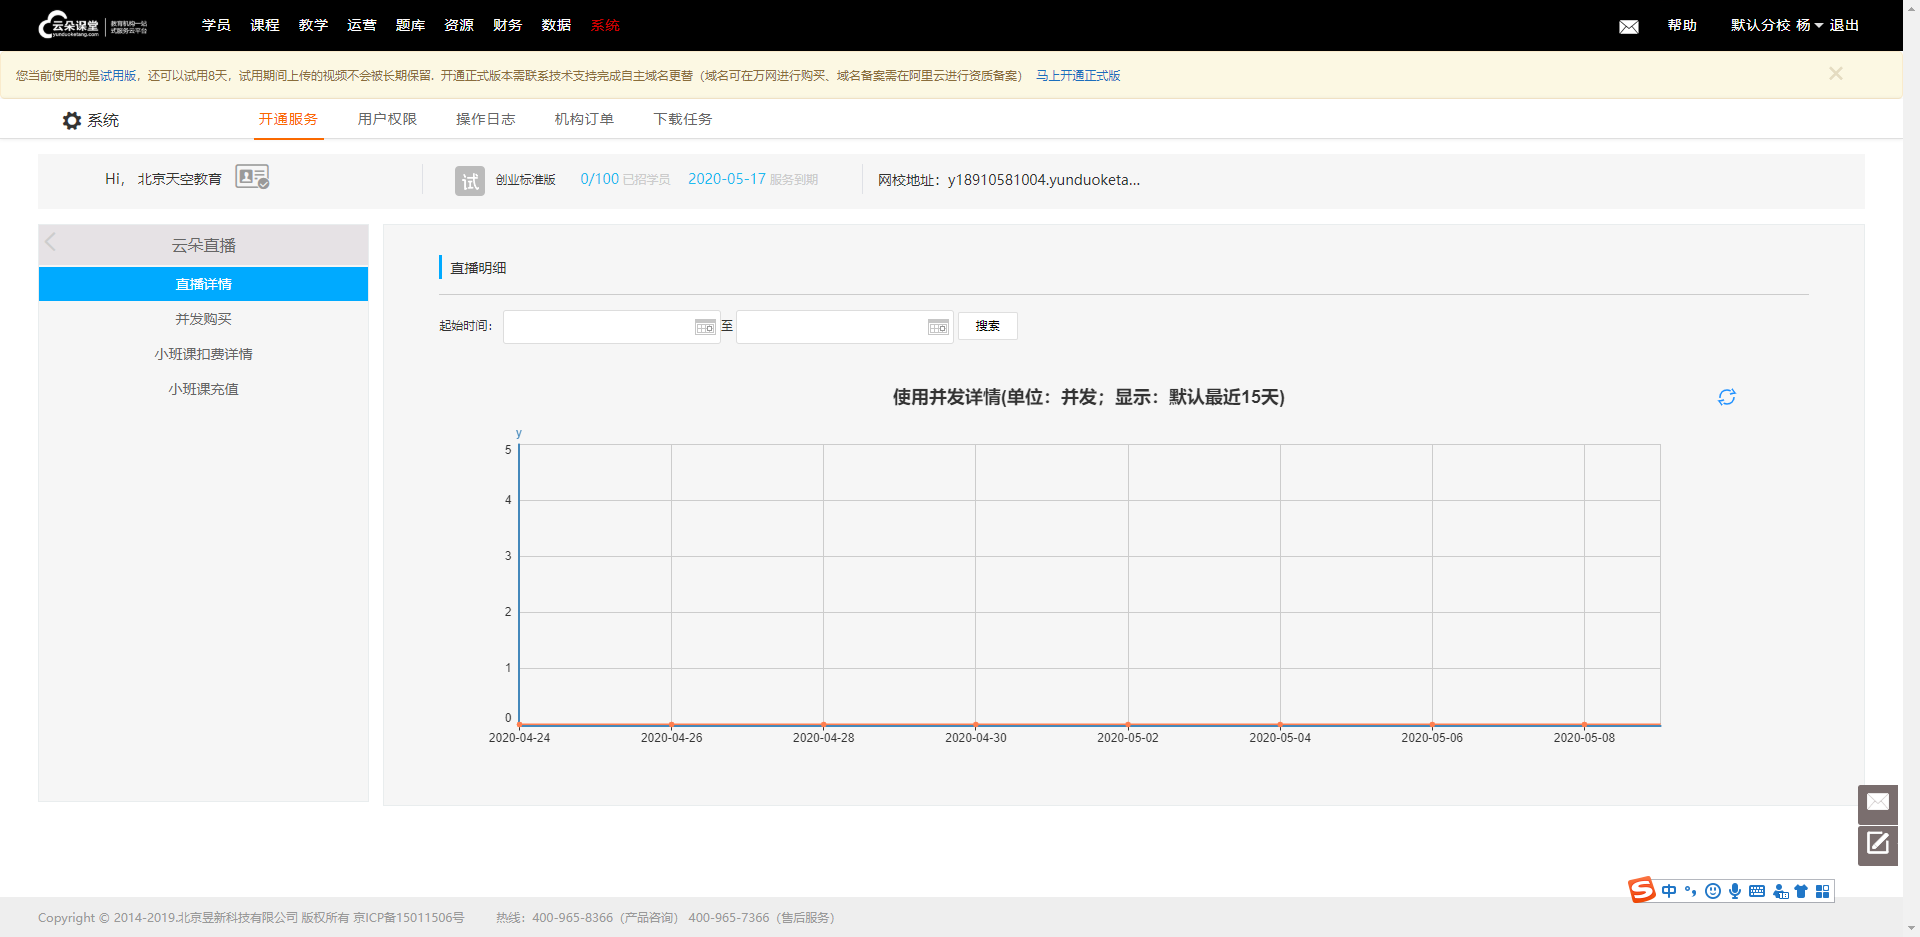 云朵课堂
yunduoketang.com
教育机构一站
式服务云平台
学员 课程 教学 运营 题库 资源 财务 数据 系统
帮助 默认分校 杨 退出
您当前使用的是试用版，还可以试用8天，试用期间上传的视频不会被长期保留. 开通正式版本需联系技术支持完成自主域名更替（域名可在万网进行购买、域名备案需在阿里云进行资质备案） 马上开通正式版
系统
开通服务 用户权限 操作日志 机构订单 下载任务
Hi， 北京天空教育
试 创业标准版 0/100 已招学员 2020-05-17 服务到期
网校地址：y18910581004.yunduoketa...
云朵直播
直播详情
并发购买
小班课扣费详情
小班课充值
直播明细
起始时间： 至 搜索
使用并发详情(单位：并发；显示：默认最近15天)
y
5
4
3
2
1
0
2020-04-24 2020-04-26 2020-04-28 2020-04-30 2020-05-02 2020-05-04 2020-05-06 2020-05-08
中
Copyright © 2014-2019.北京昱新科技有限公司 版权所有 京ICP备15011506号 热线：400-965-8366（产品咨询） 400-965-7366（售后服务）